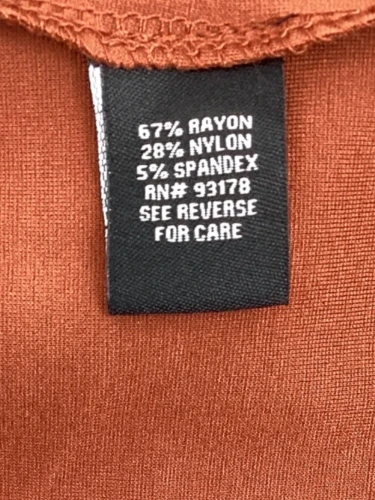 67% RAYON
28% NYLON
5% SPANDEX
RN# 93178
SEE REVERSE
FOR CARE